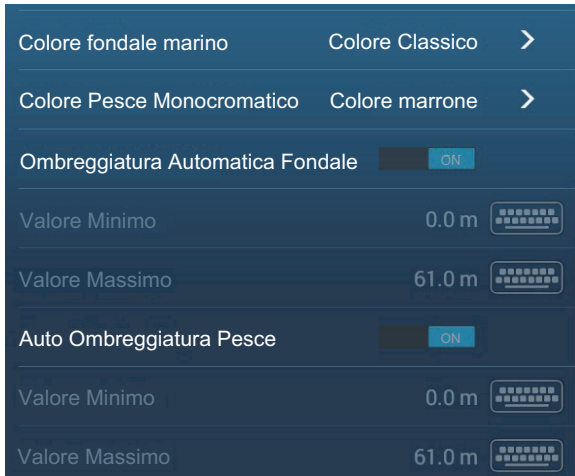 Colore fondale marino Colore Classico
Colore Pesce Monocromatico Colore marrone
Ombreggiatura Automatica Fondale ON
Valore Minimo 0.0 m
Valore Massimo 61.0 m
Auto Ombreggiatura Pesce ON
Valore Minimo 0.0 m
Valore Massimo 61.0 m